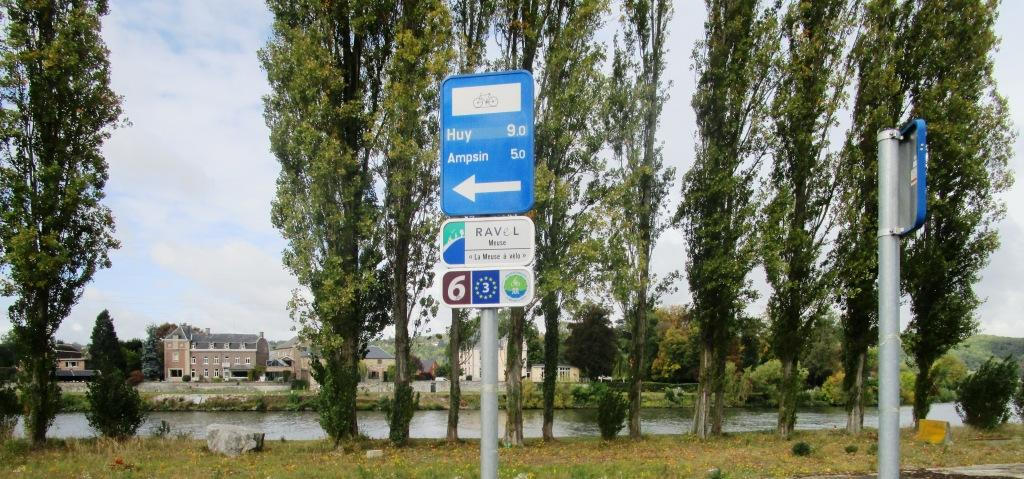 Huy 9.0
Ampsin 5.0
RAVeL
Meuse
« La Meuse à vélo »
6 3